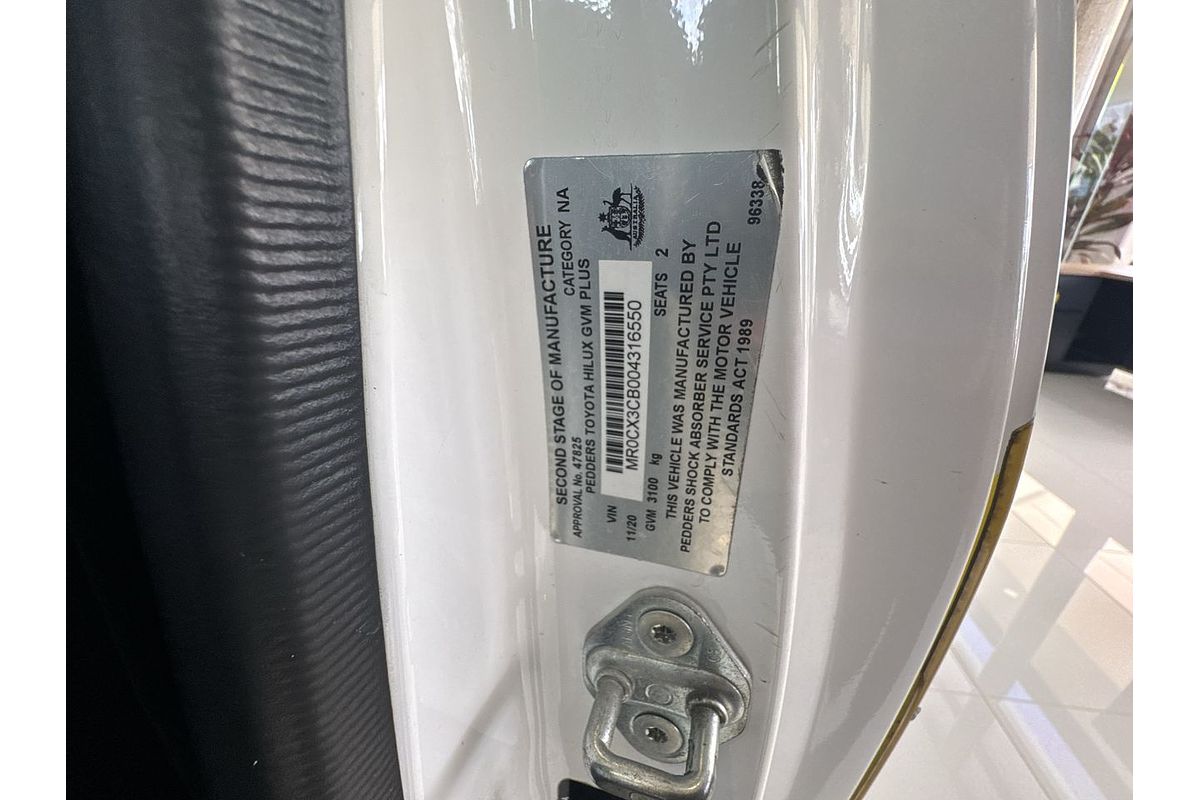 SECOND STAGE OF MANUFACTURE
APPROVAL No. 47825 CATEGORY NA
PEDDERS TOYOTA HILUX GVM PLUS
AUSTRALIA
VIN
MR0CX3CB004316550
11/20
GVM 3100 kg SEATS 2
THIS VEHICLE WAS MANUFACTURED BY
PEDDERS SHOCK ABSORBER SERVICE PTY LTD
TO COMPLY WITH THE MOTOR VEHICLE
STANDARDS ACT 1989
96338